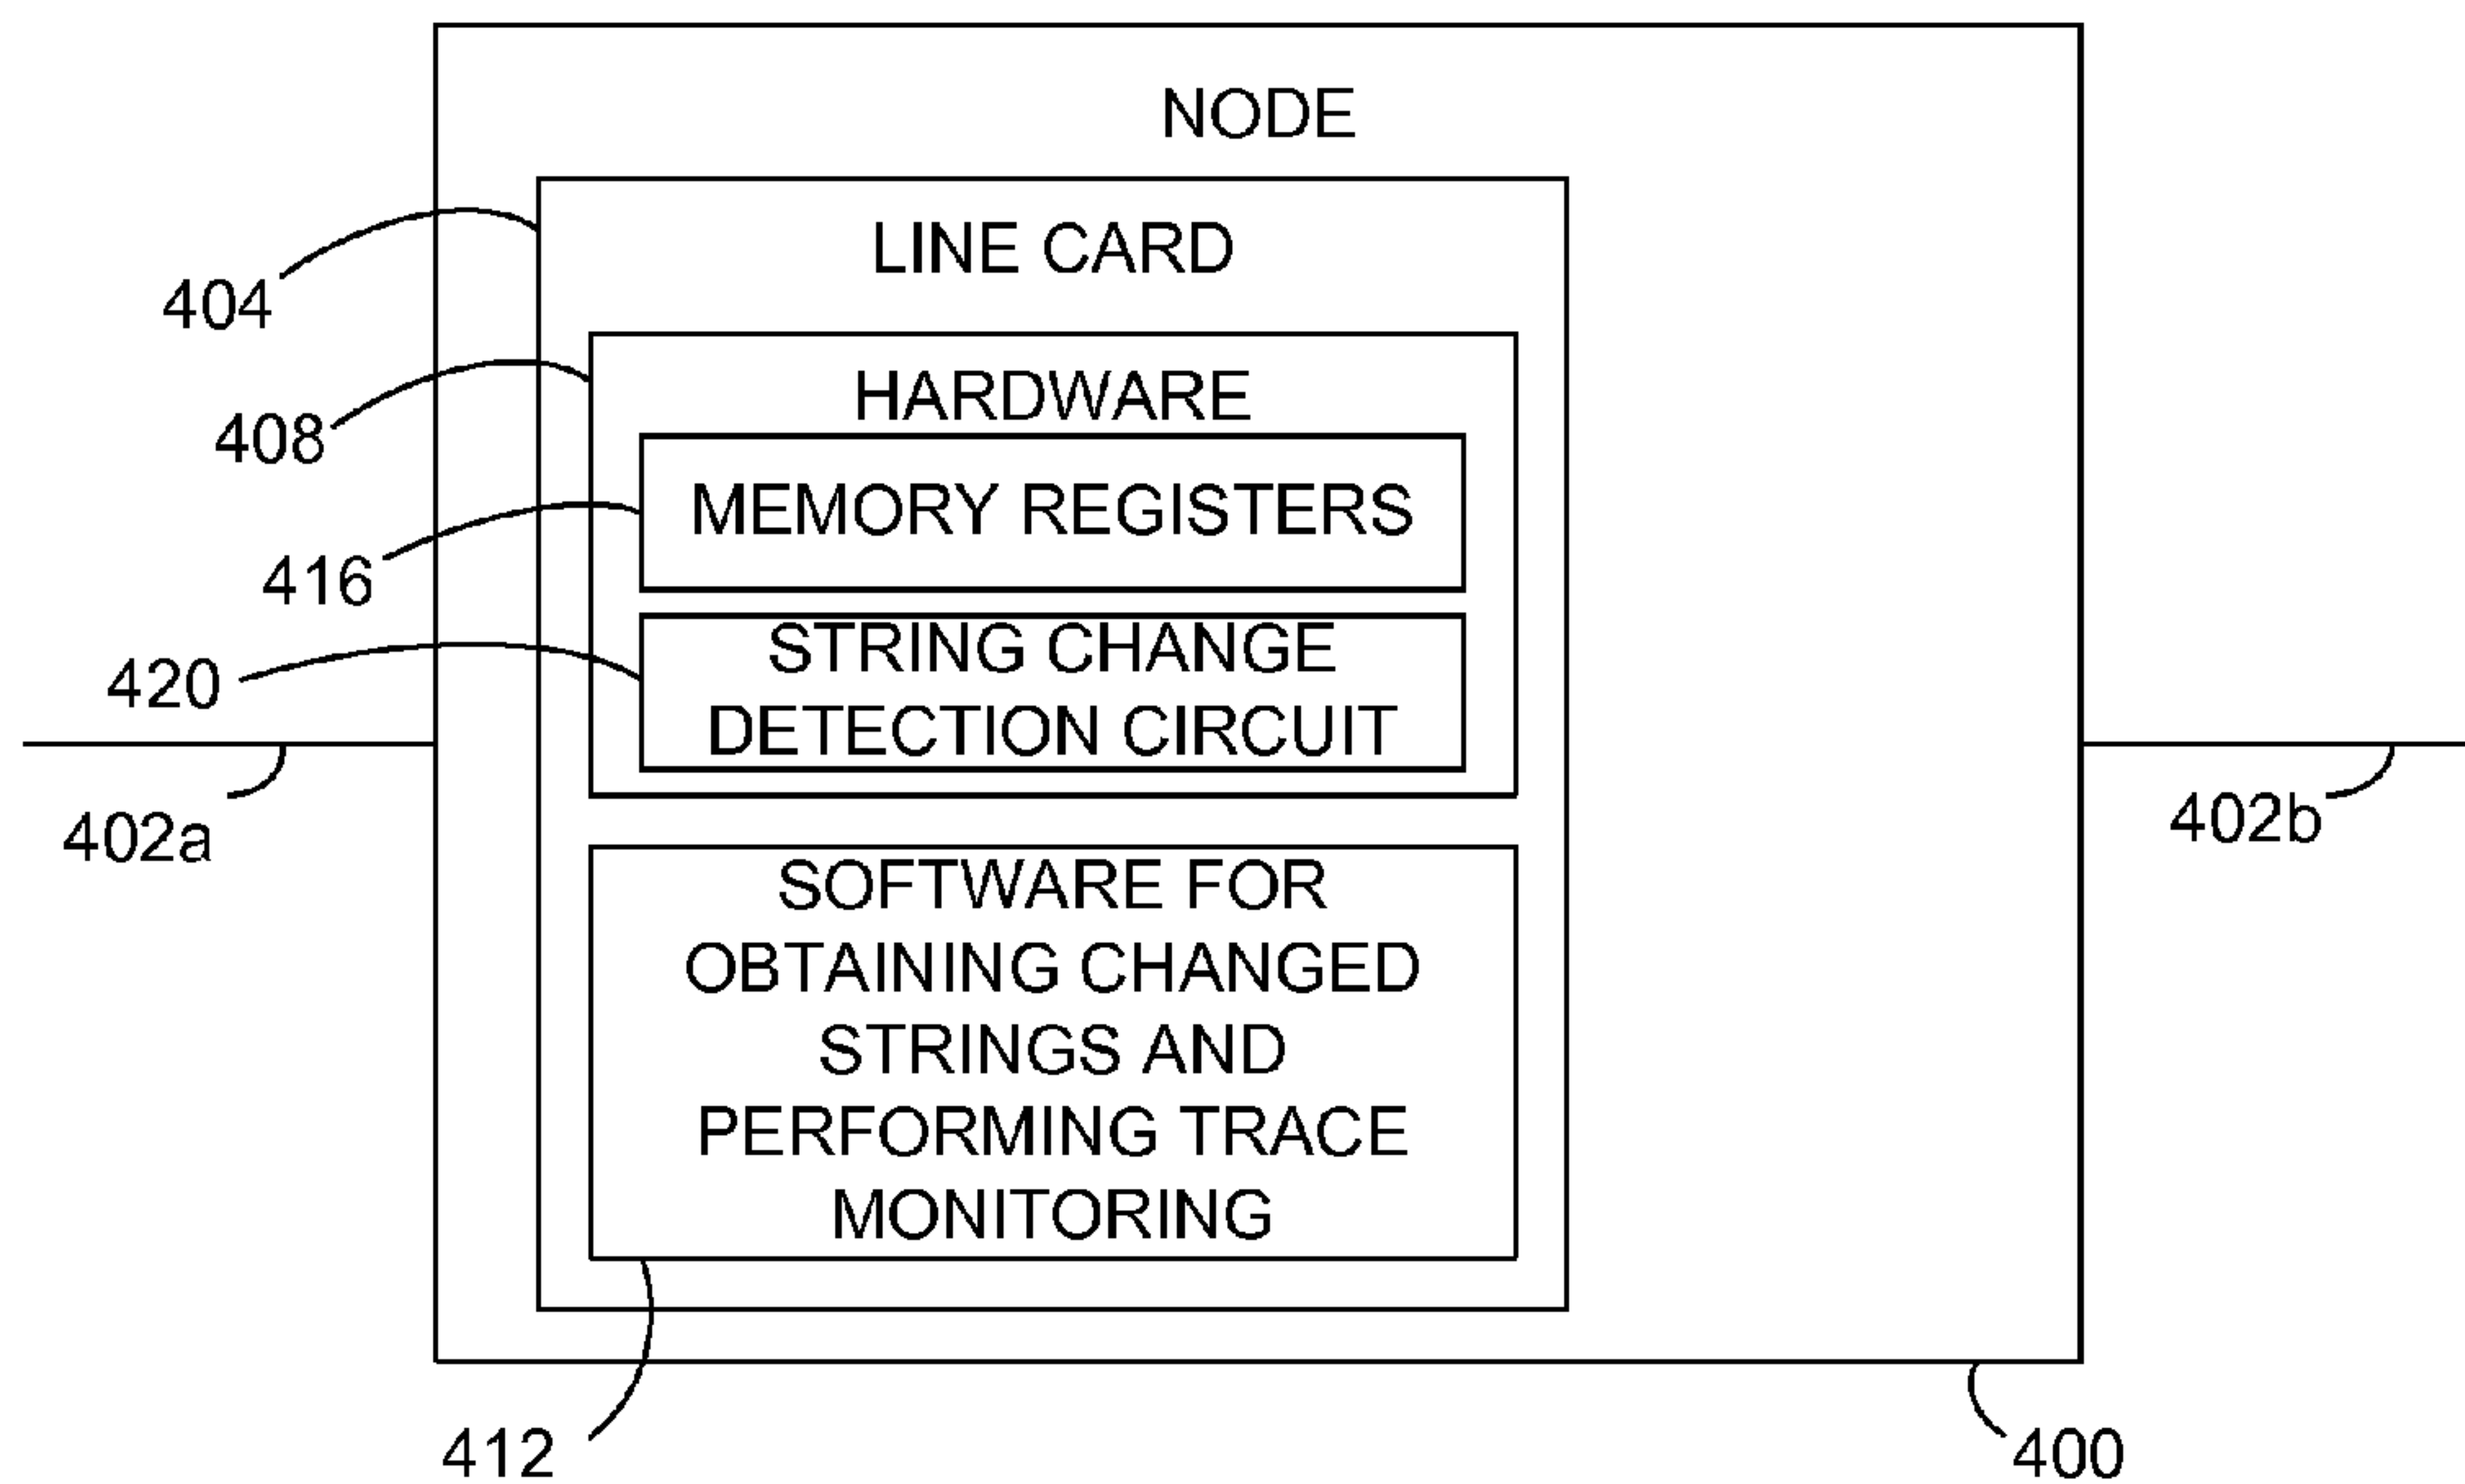 NODE
LINE CARD
404
HARDWARE
408
MEMORY REGISTERS
416
STRING CHANGE
DETECTION CIRCUIT
420
402a
402b
SOFTWARE FOR
OBTAINING CHANGED
STRINGS AND
PERFORMING TRACE
MONITORING
412
400